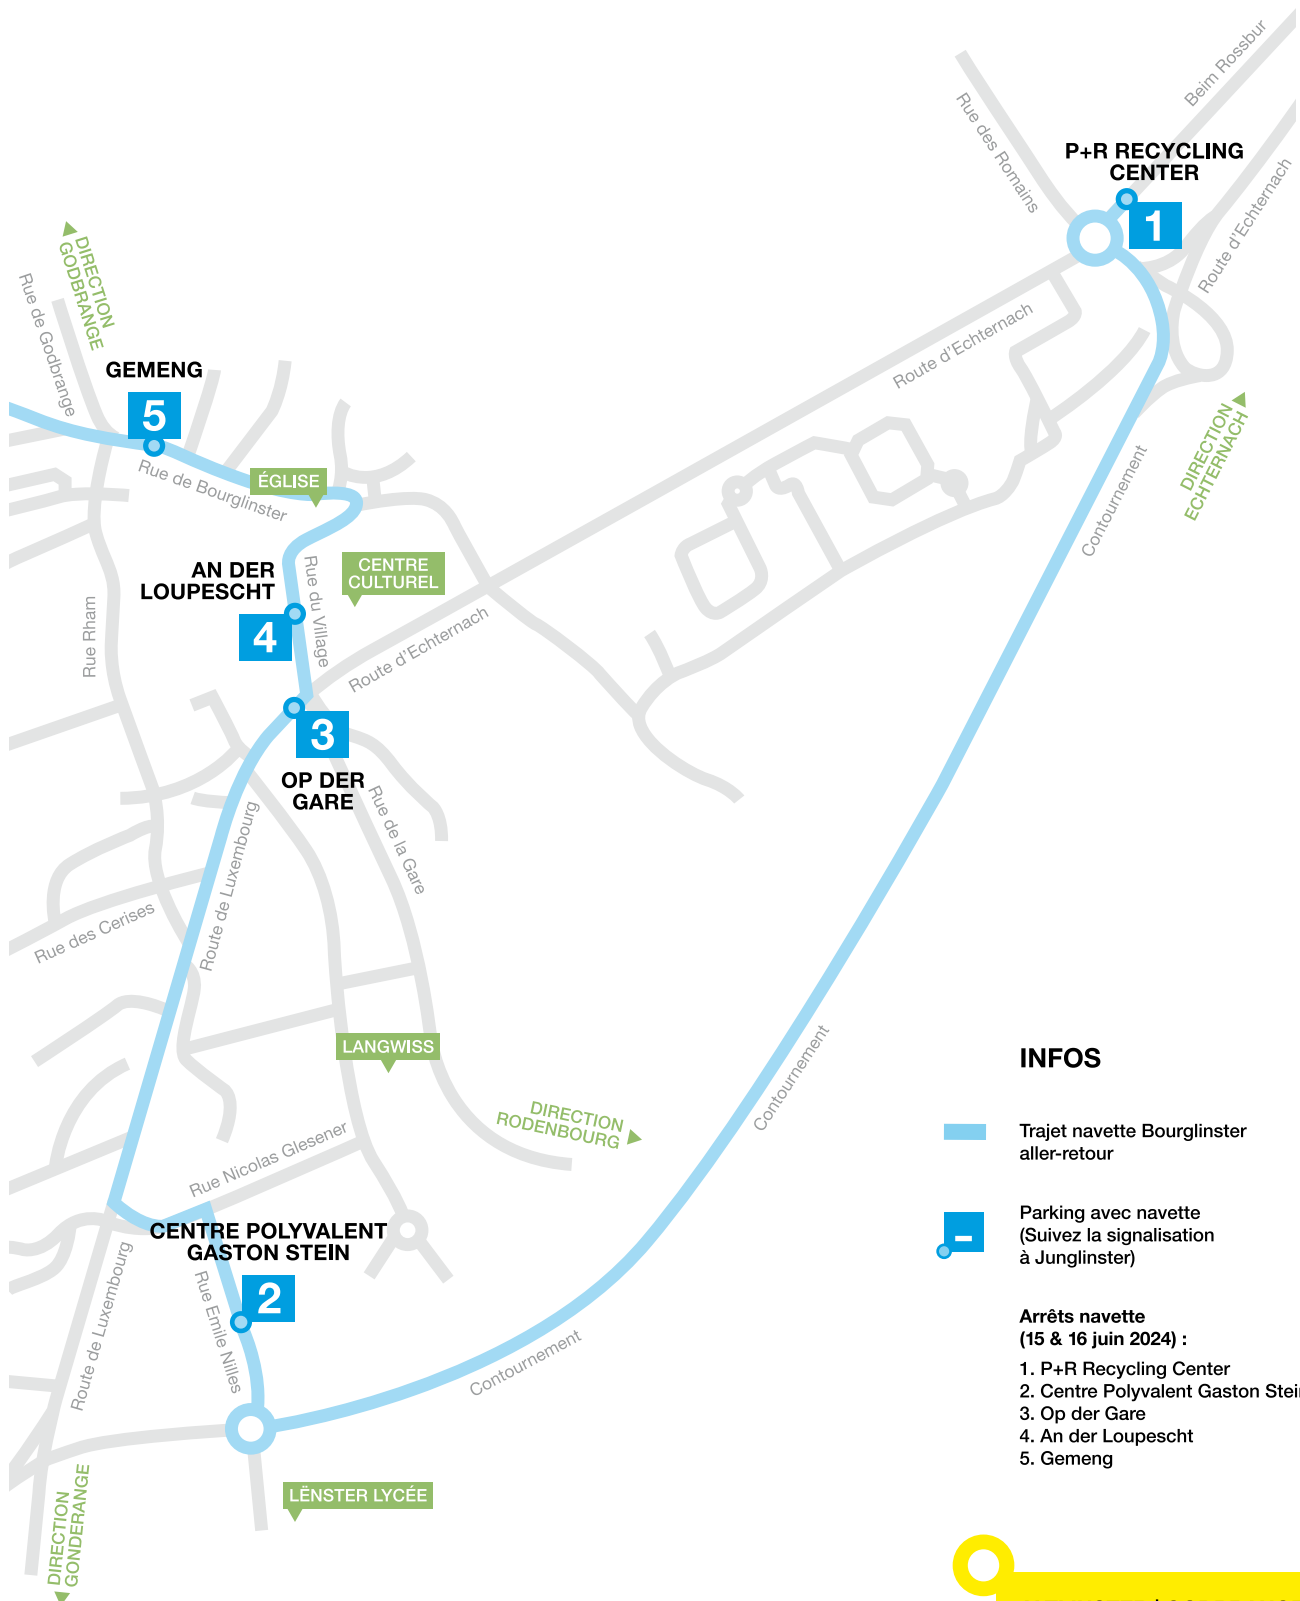 Beim Rossbur
Rue des Romains
P+R RECYCLING
CENTER
1
Route d'Echternach
DIRECTION
GODBRANGE
Rue de Godbrange
Route d'Echternach
GEMENG
5
Rue de Bourglinster
ÉGLISE
DIRECTION
ECHTERNACH
Contournement
AN DER
LOUPESCHT
4
Rue du Village
CENTRE
CULTUREL
Route d'Echternach
Rue Rham
3
OP DER
GARE
Rue de la Gare
Route de Luxembourg
Rue des Cerises
LANGWISS
DIRECTION
RODENBOURG
Contournement
Rue Nicolas Glesener
CENTRE POLYVALENT
GASTON STEIN
2
Rue Emile Nilles
Route de Luxembourg
Contournement
LËNSTER LYCÉE
DIRECTION
GONDERANGE
INFOS
Trajet navette Bourglinster
aller-retour
Parking avec navette
(Suivez la signalisation
à Junglinster)
Arrêts navette
(15 & 16 juin 2024) :
1. P+R Recycling Center
2. Centre Polyvalent Gaston Stein
3. Op der Gare
4. An der Loupescht
5. Gemeng